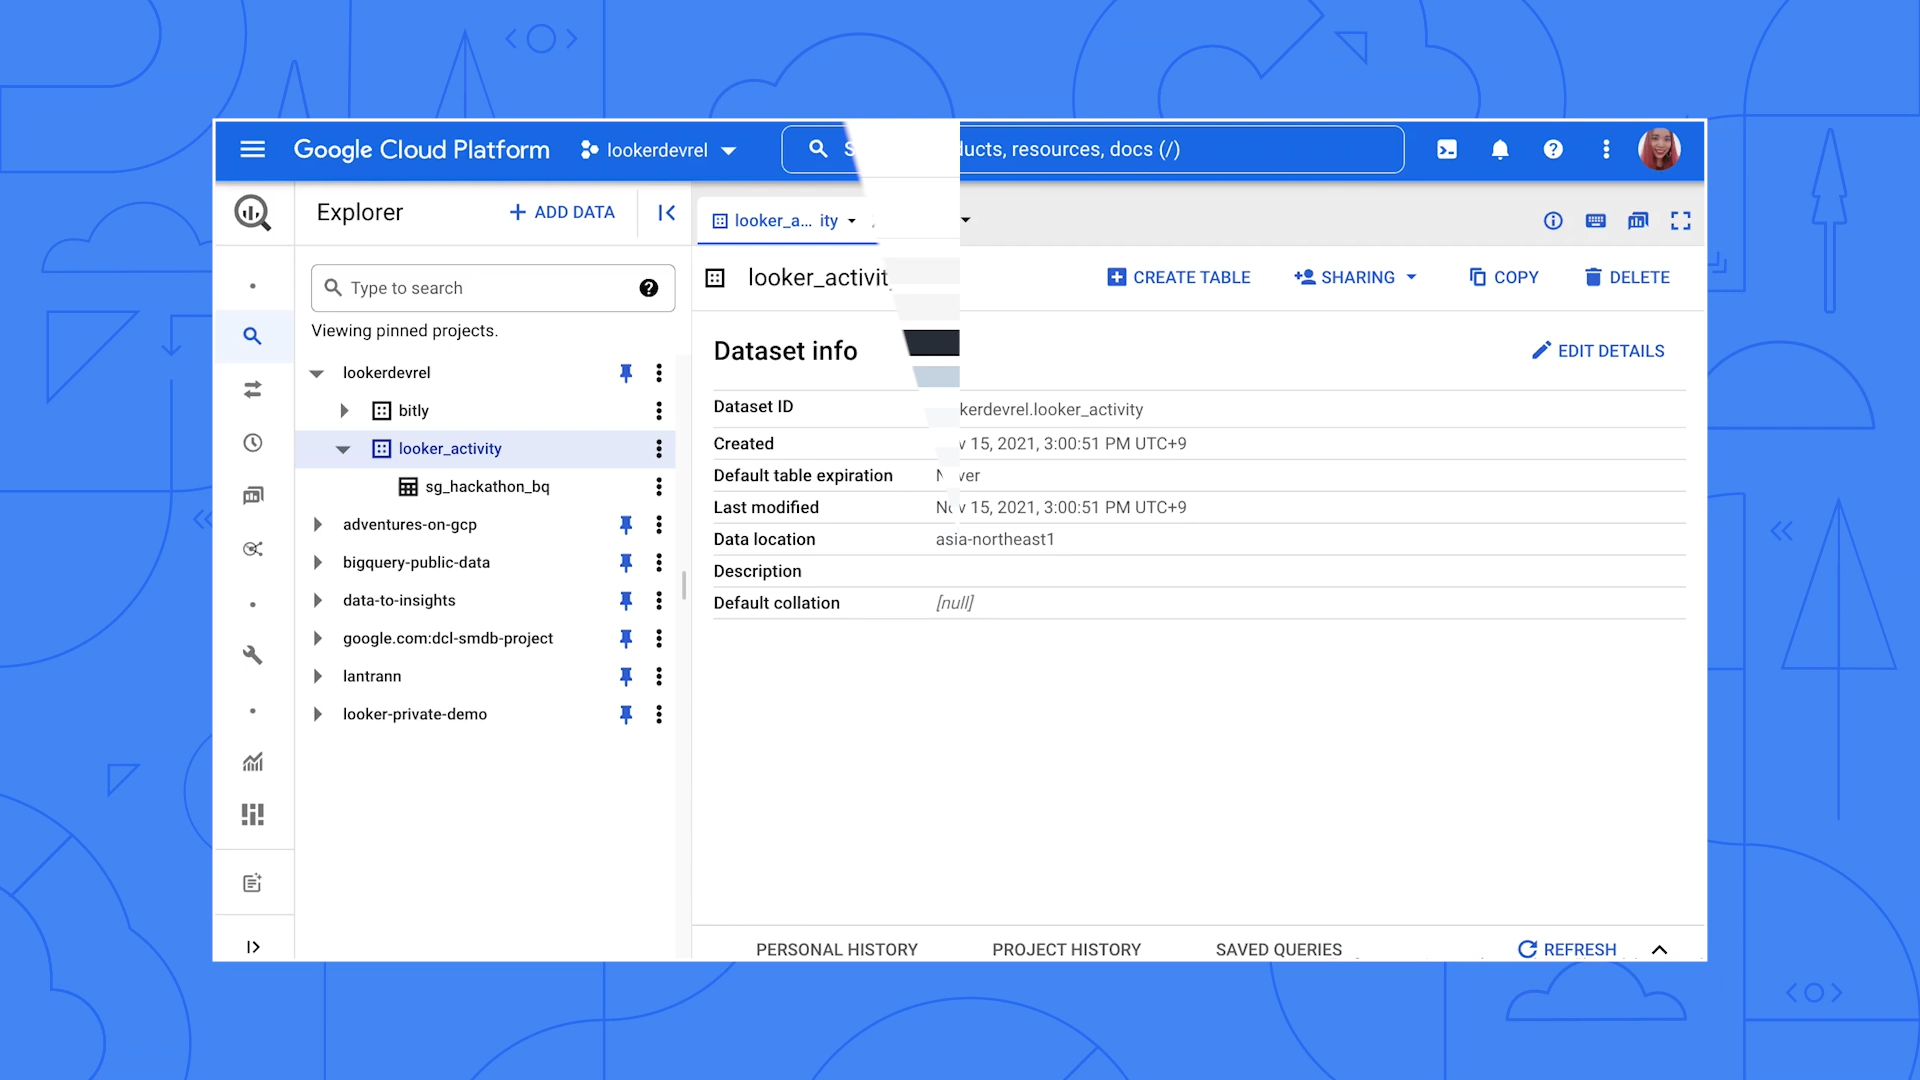 Google Cloud Platform
lookerdevrel
resources, docs (/)
Explorer
ADD DATA
looker_a... ity
Type to search
CREATE TABLE
SHARING
COPY
DELETE
Viewing pinned projects.
Dataset info
EDIT DETAILS
lookerdevrel
bitly
looker_activity
sg_hackathon_bq
adventures-on-gcp
bigquery-public-data
data-to-insights
google.com:dcl-smdb-project
lantrann
looker-private-demo
Dataset ID
kerdevrel.looker_activity
Created
15, 2021, 3:00:51 PM UTC+9
Default table expiration
Last modified
Nov 15, 2021, 3:00:51 PM UTC+9
Data location
asia-northeast1
Description
Default collation
[null]
PERSONAL HISTORY
PROJECT HISTORY
SAVED QUERIES
REFRESH